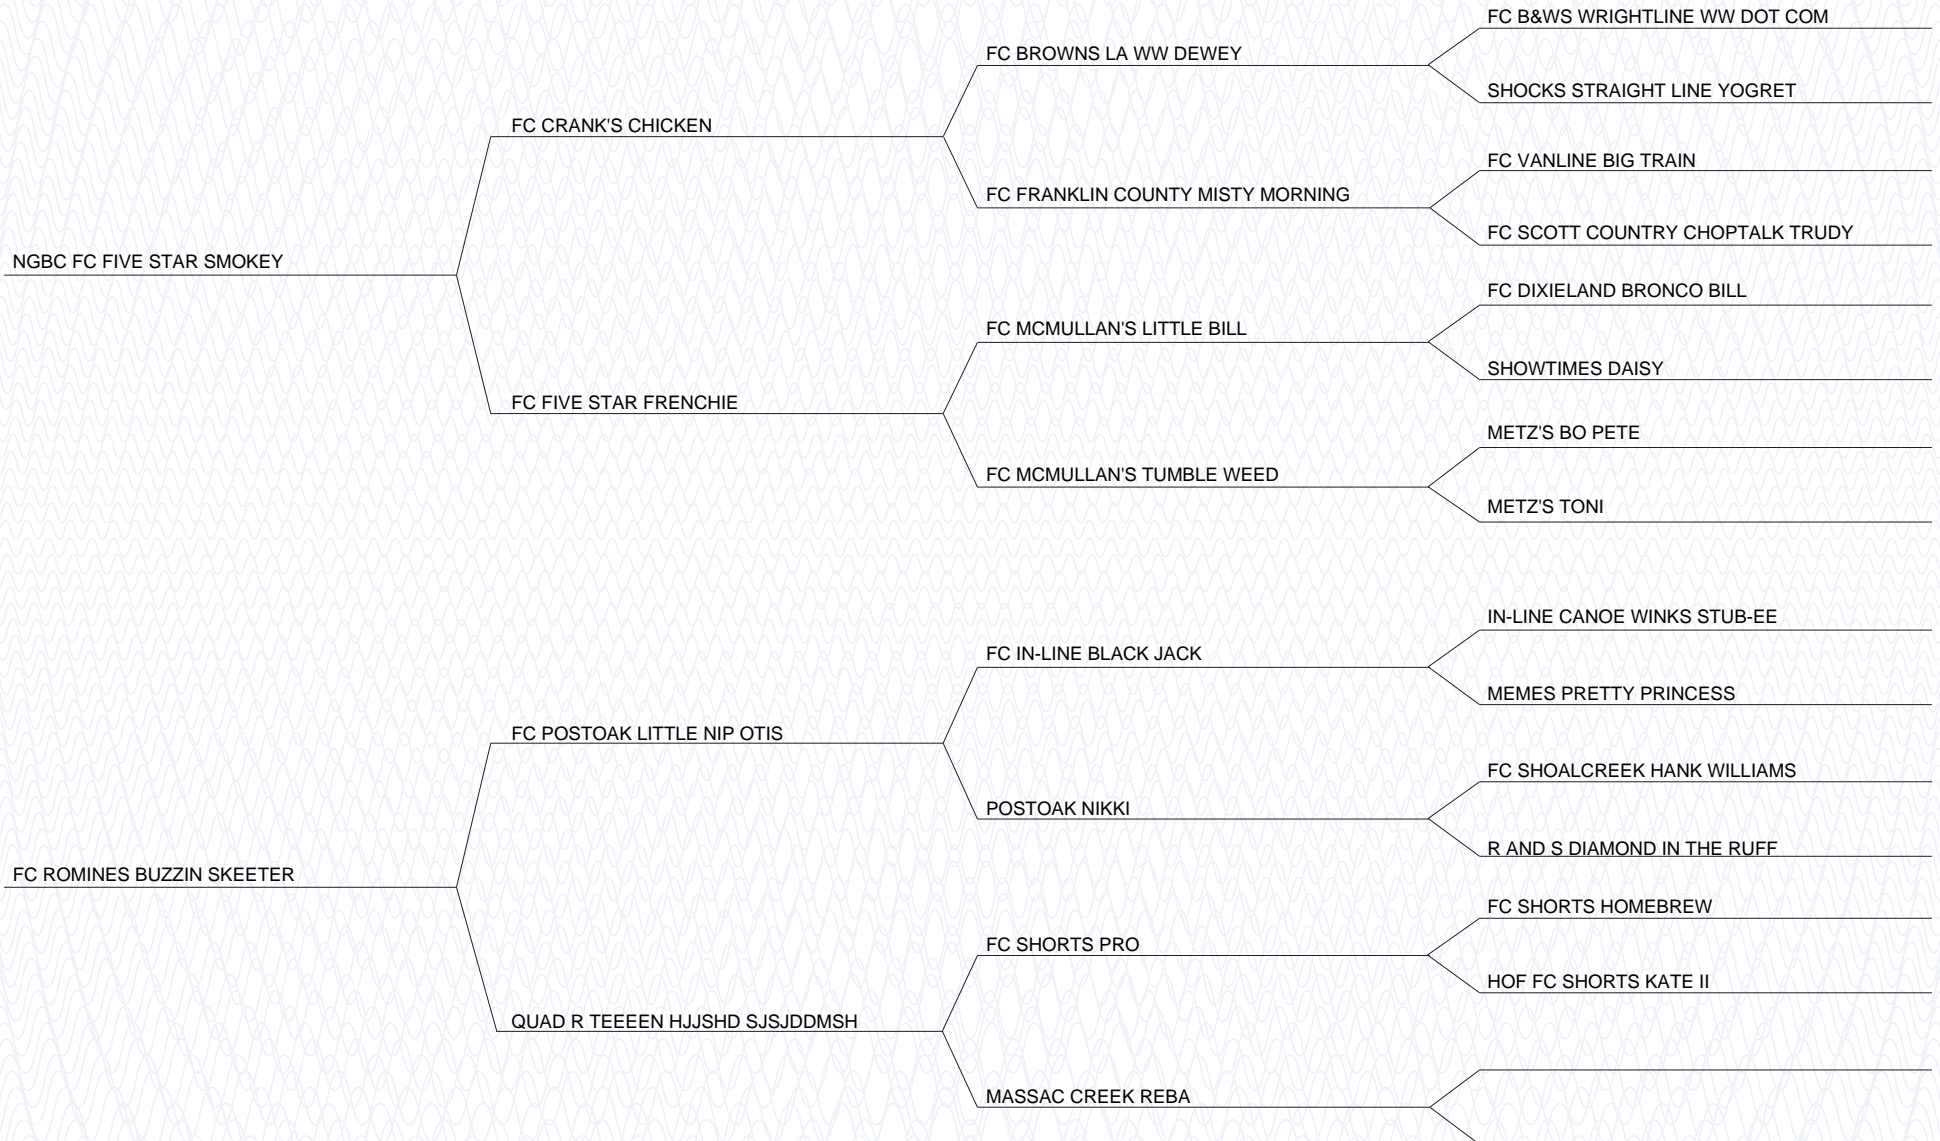 FC B&WS WRIGHTLINE WW DOT COM
FC BROWNS LA WW DEWEY
SHOCKS STRAIGHT LINE YOGRET
FC CRANK'S CHICKEN
FC VANLINE BIG TRAIN
FC FRANKLIN COUNTY MISTY MORNING
FC SCOTT COUNTRY CHOPTALK TRUDY
NGBC FC FIVE STAR SMOKEY
FC DIXIELAND BRONCO BILL
FC MCMULLAN'S LITTLE BILL
SHOWTIMES DAISY
FC FIVE STAR FRENCHIE
METZ'S BO PETE
FC MCMULLAN'S TUMBLE WEED
METZ'S TONI
IN-LINE CANOE WINKS STUB-EE
FC IN-LINE BLACK JACK
MEMES PRETTY PRINCESS
FC POSTOAK LITTLE NIP OTIS
FC SHOALCREEK HANK WILLIAMS
POSTOAK NIKKI
R AND S DIAMOND IN THE RUFF
FC ROMINES BUZZIN SKEETER
FC SHORTS HOMEBREW
FC SHORTS PRO
HOF FC SHORTS KATE II
QUAD R TEEEEN HJJSHD SJSJDDMSH
MASSAC CREEK REBA